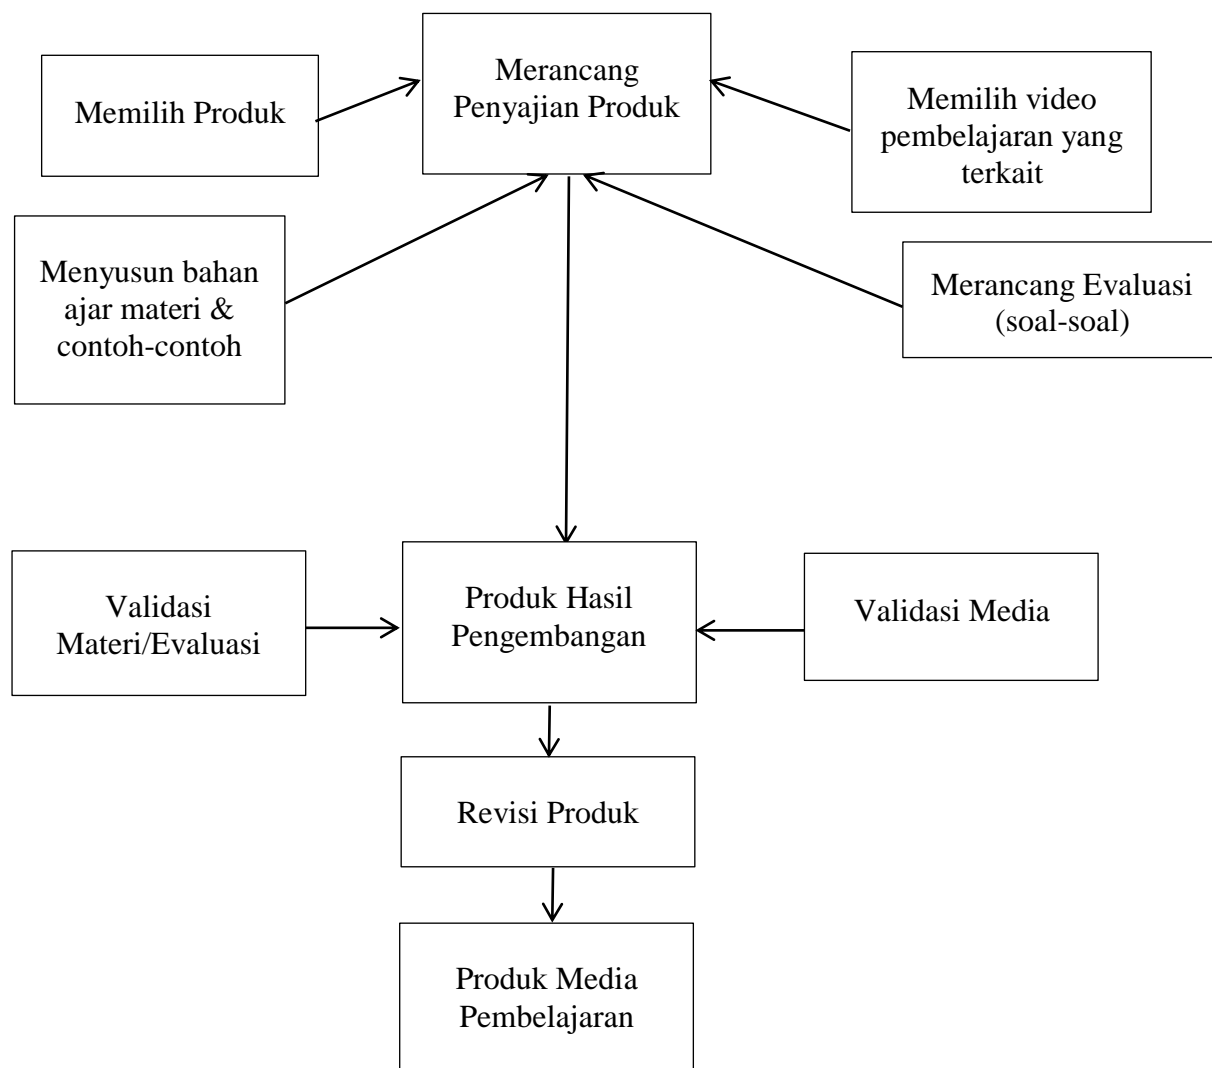 Merancang
Penyajian Produk
Memilih Produk
Memilih video
pembelajaran yang
terkait
Menyusun bahan
ajar materi &
contoh-contoh
Merancang Evaluasi
(soal-soal)
Validasi
Materi/Evaluasi
Produk Hasil
Pengembangan
Validasi Media
Revisi Produk
Produk Media
Pembelajaran